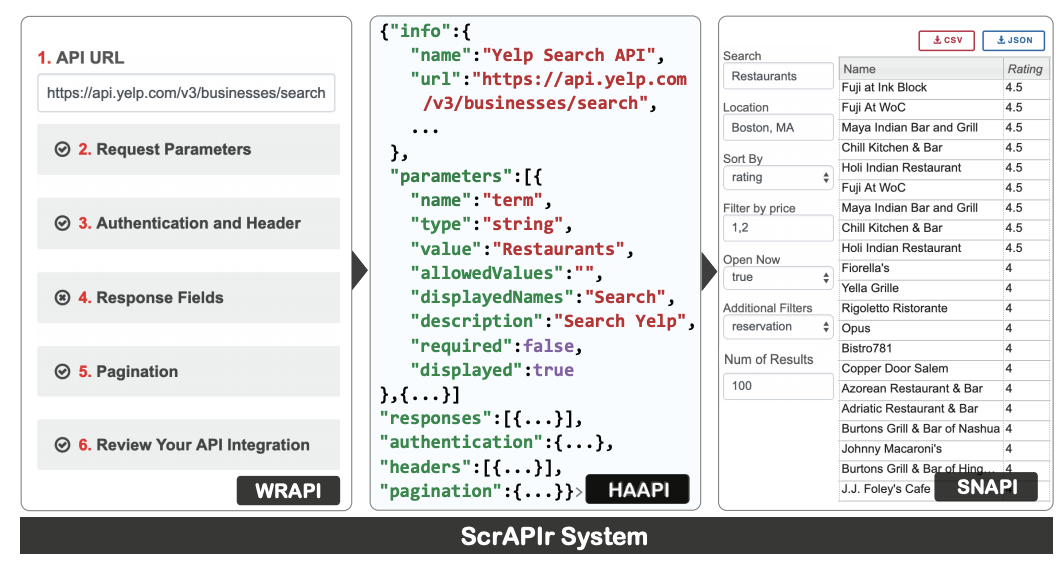 1. API URL
https://api.yelp.com/v3/businesses/search
2. Request Parameters
3. Authentication and Header
4. Response Fields
5. Pagination
6. Review Your API Integration
WRAPI
{"info":{
"name":"Yelp Search API",
"url":"https://api.yelp.com
/v3/businesses/search",
...
},
"parameters":[{
"name":"term",
"type":"string",
"value":"Restaurants",
"allowedValues":"",
"displayedNames":"Search",
"description":"Search Yelp",
"required":false,
"displayed":true
},{...}]
"responses":[{...}],
"authentication":{...},
"headers":[{...}],
"pagination":{...}}>
HAAPI
CSV JSON
Search
Restaurants
Location
Boston, MA
Sort By
rating
Filter by price
1,2
Open Now
true
Additional Filters
reservation
Num of Results
100
Name Rating
Fuji at Ink Block 4.5
Fuji At WoC 4.5
Maya Indian Bar and Grill 4.5
Chill Kitchen & Bar 4.5
Holi Indian Restaurant 4.5
Fuji At WoC 4.5
Maya Indian Bar and Grill 4.5
Chill Kitchen & Bar 4.5
Holi Indian Restaurant 4.5
Fiorella's 4
Yella Grille 4
Rigoletto Ristorante 4
Opus 4
Bistro781 4
Copper Door Salem 4
Azorean Restaurant & Bar 4
Adriatic Restaurant & Bar 4
Burtons Grill & Bar of Nashua 4
Johnny Macaroni's 4
Burtons Grill & Bar of Hing... 4
J.J. Foley's Cafe
SNAPI
ScrAPIr System